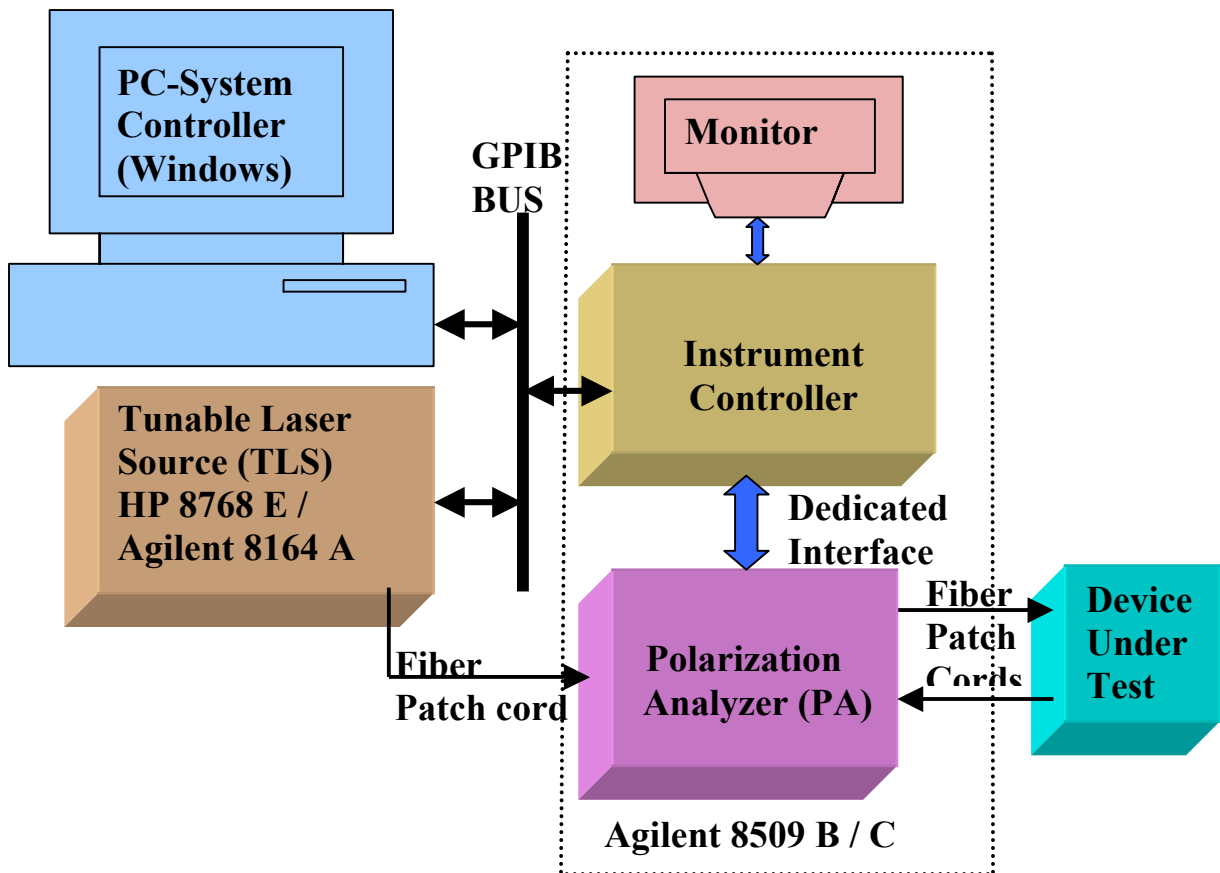 PC-System
Controller
(Windows)
GPIB
BUS
Monitor
Instrument
Controller
Tunable Laser
Source (TLS)
HP 8768 E /
Agilent 8164 A
Dedicated
Interface
Fiber
Patch cord
Polarization
Analyzer (PA)
Fiber
Patch
Cords
Device
Under
Test
Agilent 8509 B / C